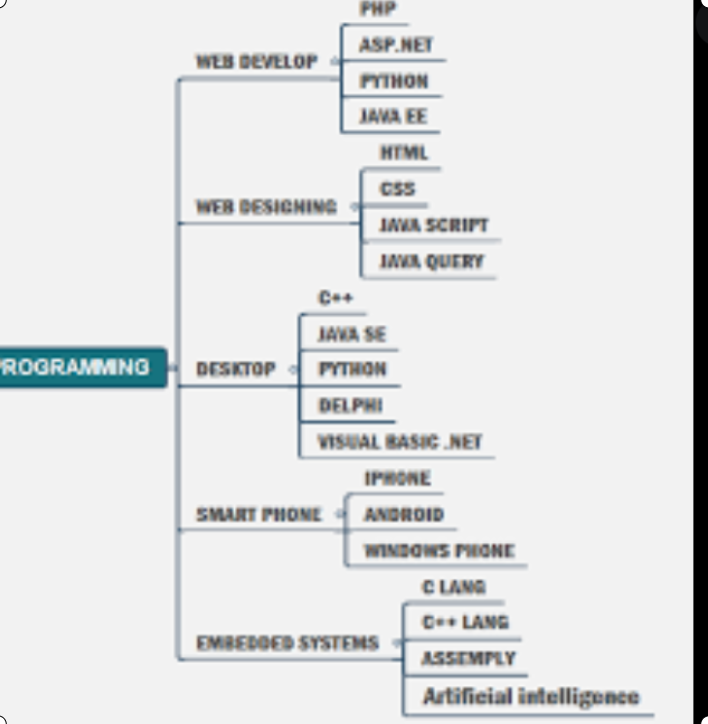 PHP
ASP.NET
WEB DEVELOP
PYTHON
JAVA EE
HTML
CSS
WEB DESIGNING
JAVA SCRIPT
JAVA QUERY
C++
JAVA SE
PROGRAMMING
DESKTOP
PYTHON
DELPHI
VISUAL BASIC .NET
IPHONE
SMART PHONE
ANDROID
WINDOWS PHONE
C LANG
C++ LANG
EMBEDDED SYSTEMS
ASSEMPLY
Artificial intelligence